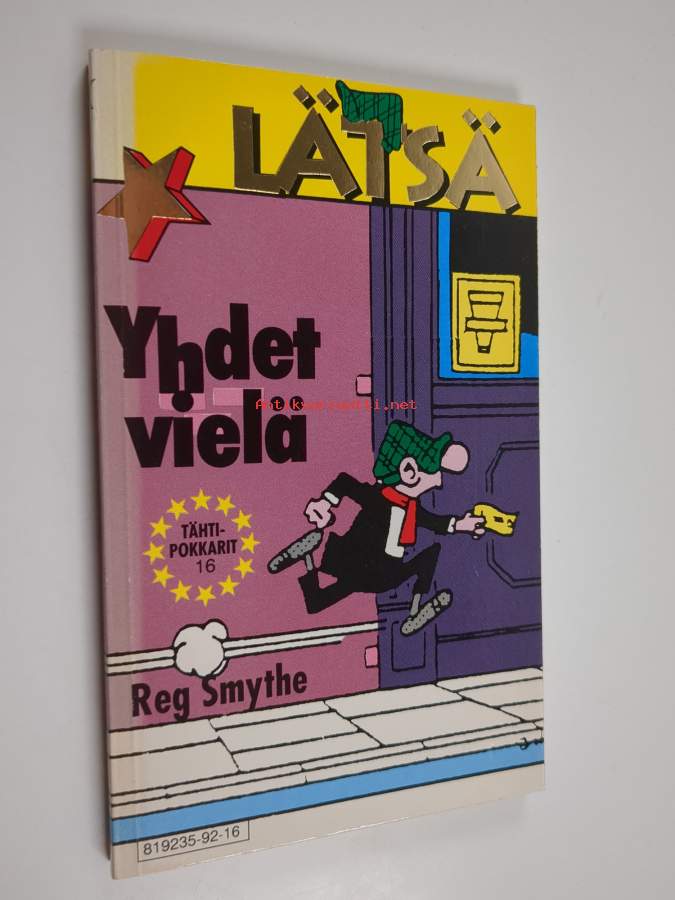 LÄTSÄ
Yhdet
vielä
Antikvariaatti.net
TÄHTI-
POKKARIT
16
Reg Smythe
819235-92-16